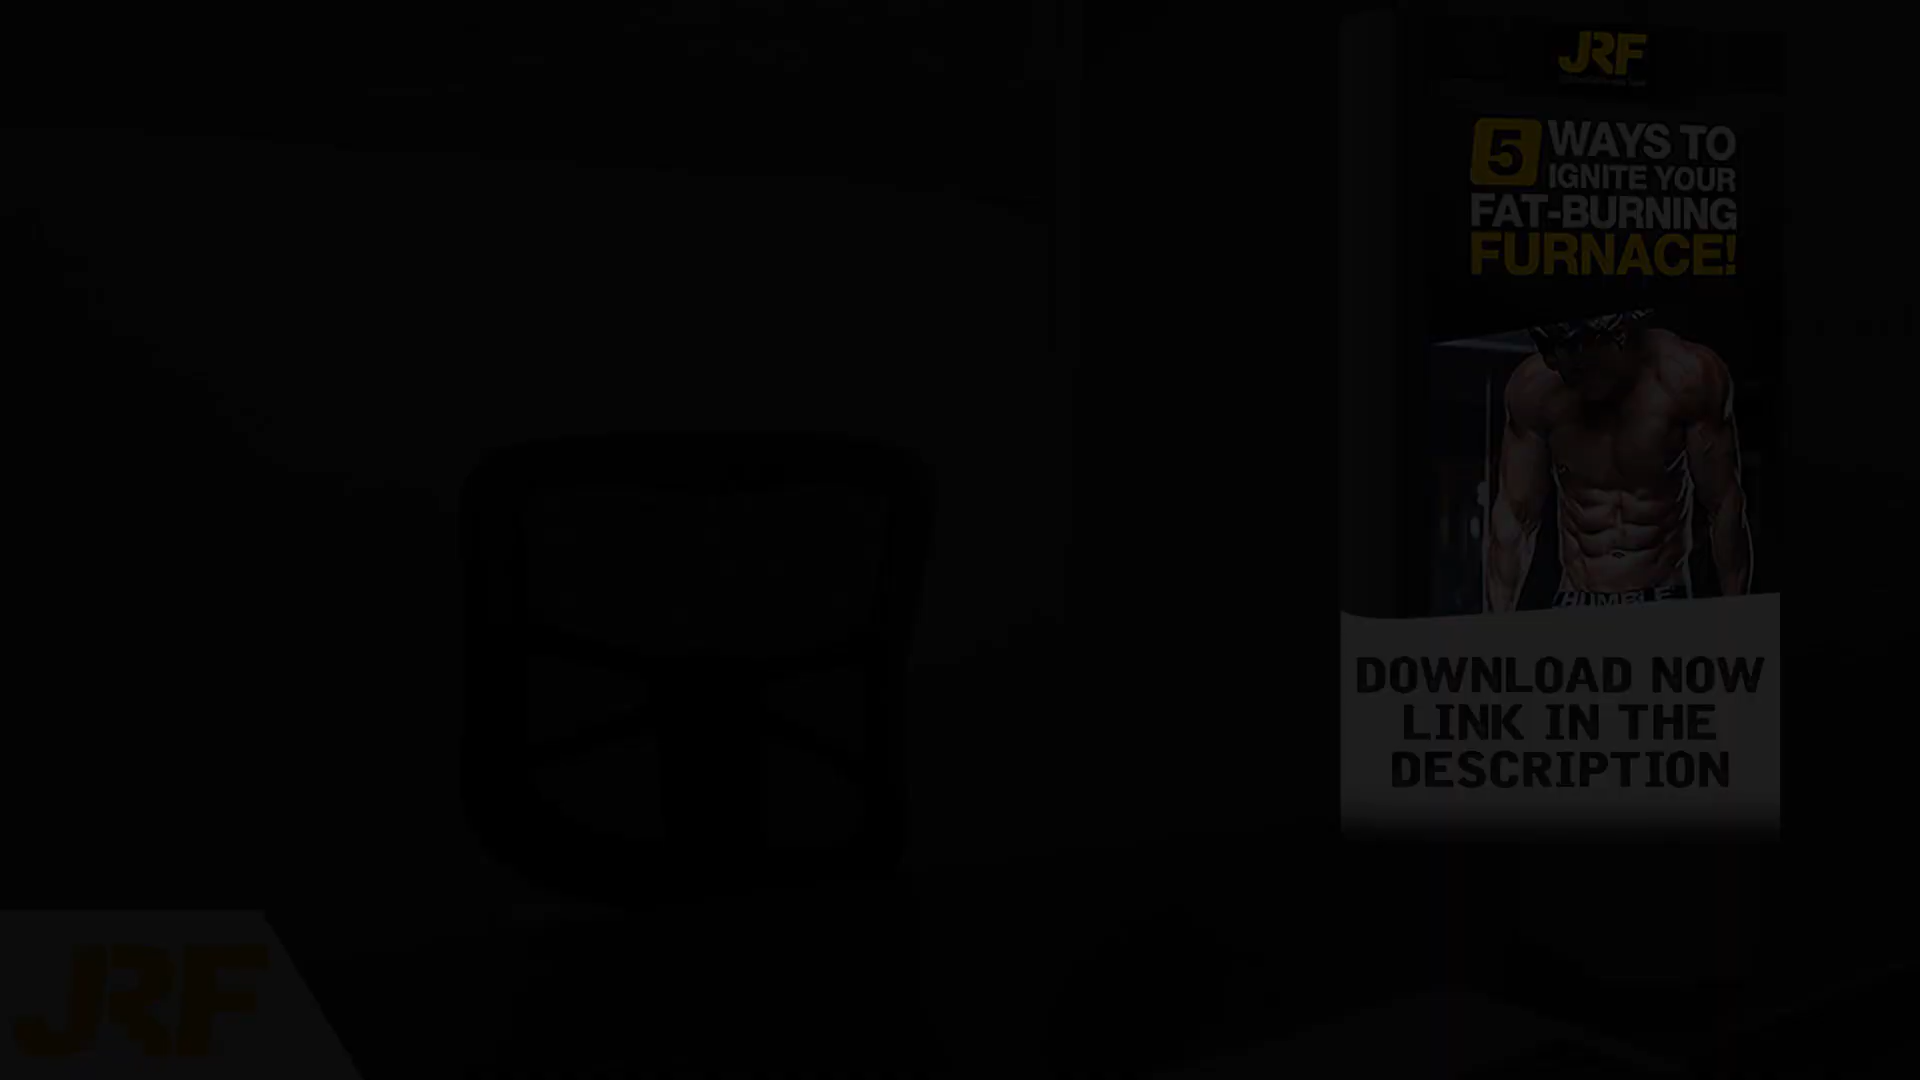 JRF
5 WAYS TO
IGNITE YOUR
FAT-BURNING
FURNACE!
HUMBLE
DOWNLOAD NOW
LINK IN THE
DESCRIPTION
JRF